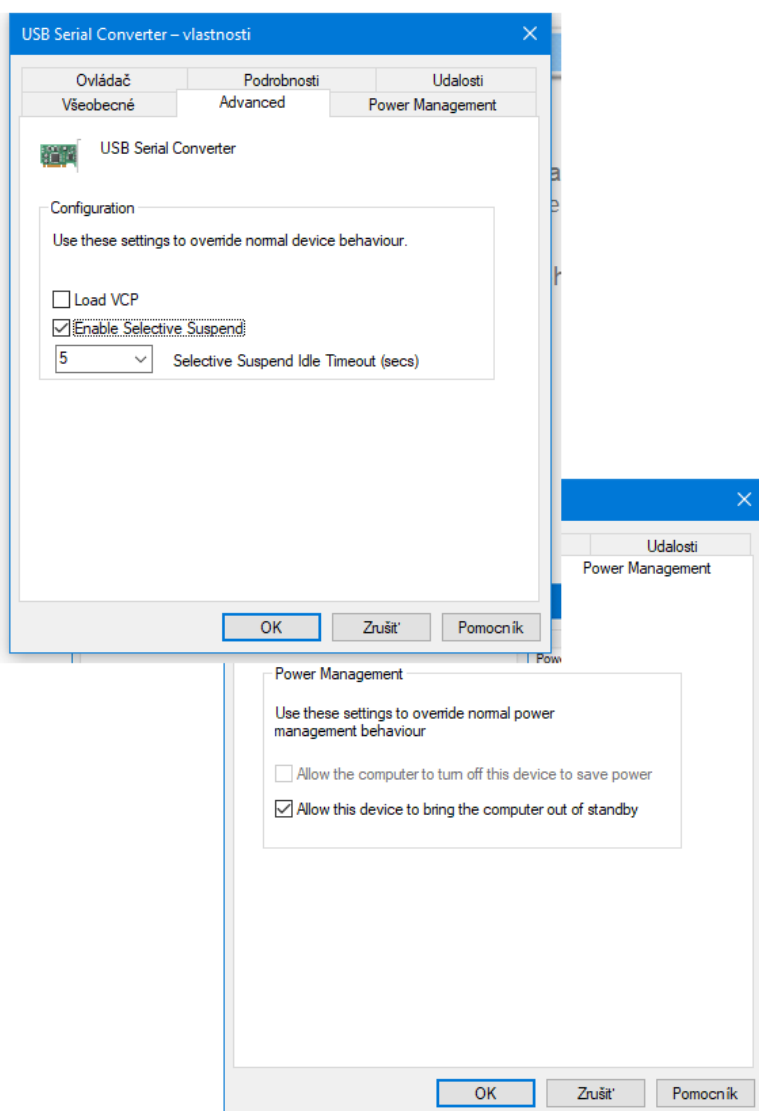 USB Serial Converter – vlastnosti
Ovládač Podrobnosti Udalosti
Všeobecné Advanced Power Management
USB Serial Converter
Configuration
Use these settings to override normal device behaviour.
Load VCP
Enable Selective Suspend
5 Selective Suspend Idle Timeout (secs)
OK Zrušiť Pomocník
Udalosti
Power Management
Power Management
Use these settings to override normal power
management behaviour
Allow the computer to turn off this device to save power
Allow this device to bring the computer out of standby
OK Zrušiť Pomocník